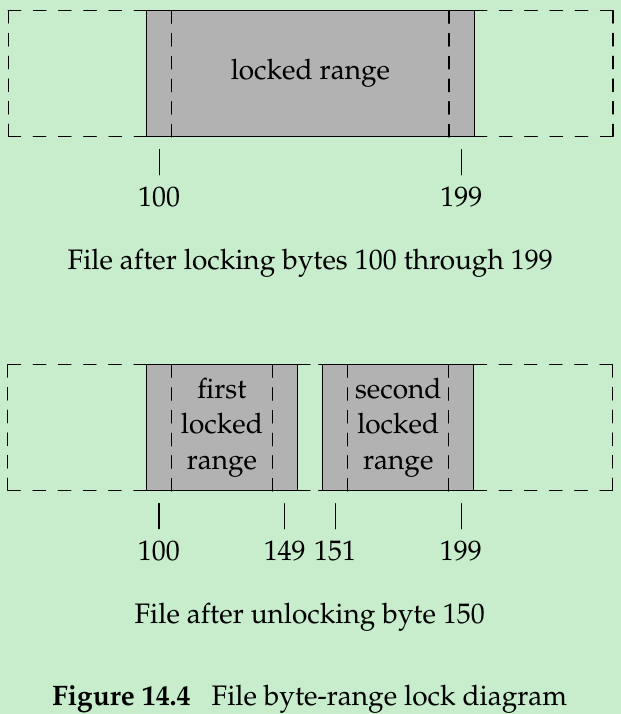 locked range
100 199
File after locking bytes 100 through 199
first second
locked locked
range range
100 149 151 199
File after unlocking byte 150
Figure 14.4 File byte-range lock diagram